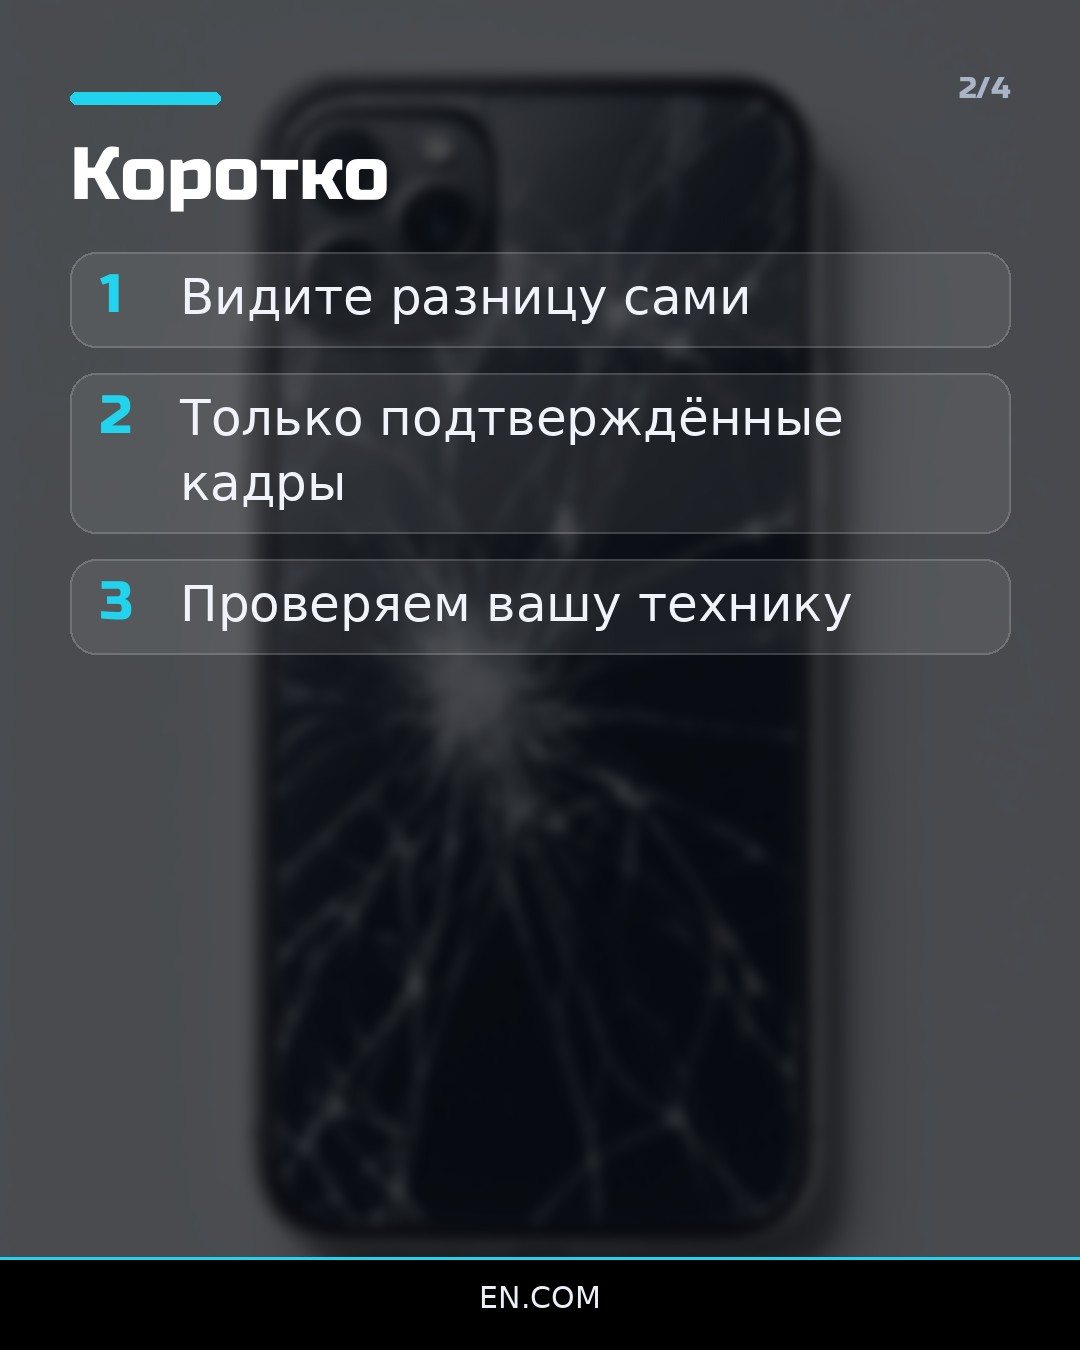 2/4
Коротко
1 Видите разницу сами
2 Только подтверждённые
кадры
3 Проверяем вашу технику
EN.COM